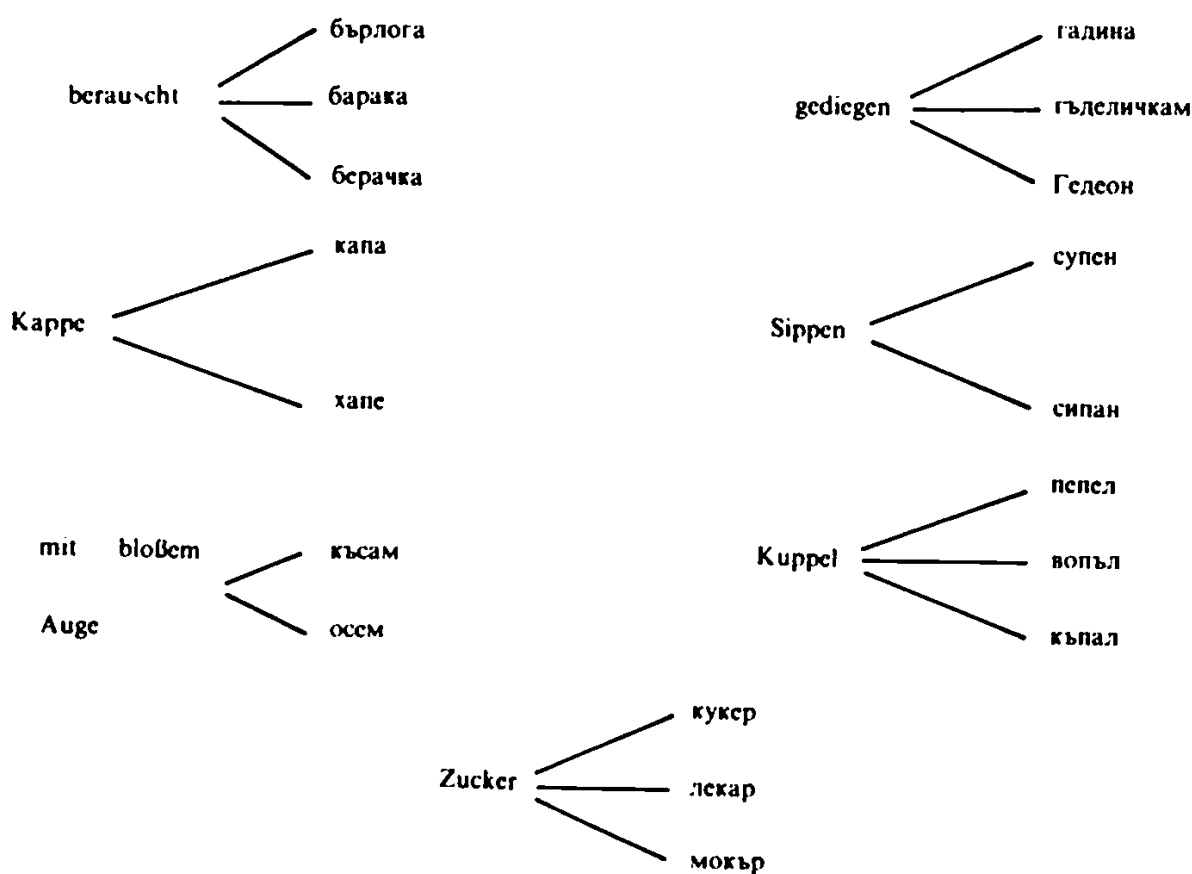 berauscht
бърлога
барака
берачка
gediegen
гадина
гъделичкам
Гедеон
Kappe
капа
хапе
Sippen
супен
сипан
mit bloßem
Auge
късам
осем
Kuppel
пепел
вопъл
къпал
Zucker
кукер
лекар
мокър